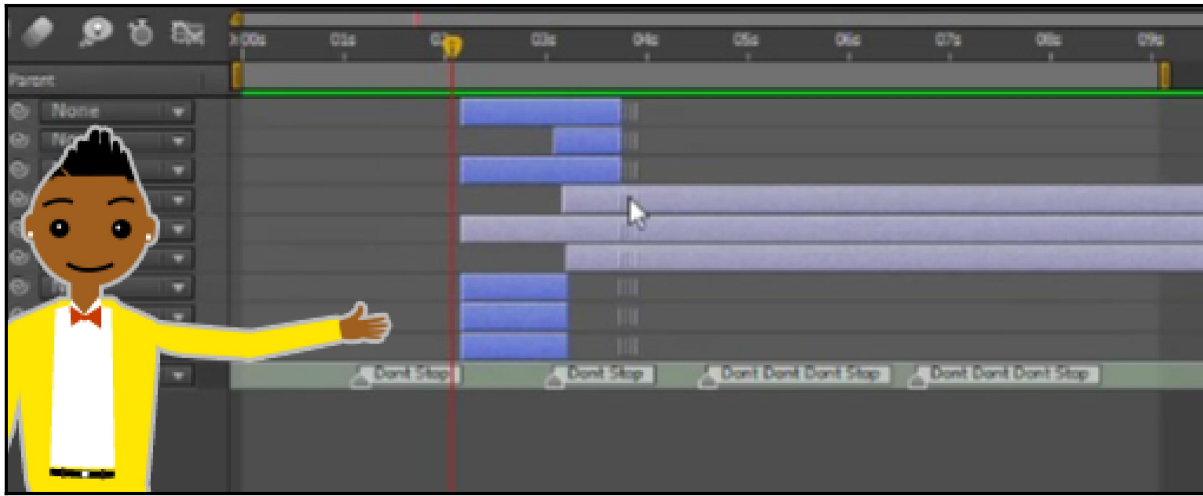 0:00s 01s 02s 03s 04s 05s 06s 07s 08s 09s
Parent
None
Dont Stop Dont Stop Dont Dont Dont Stop Dont Dont Dont Stop